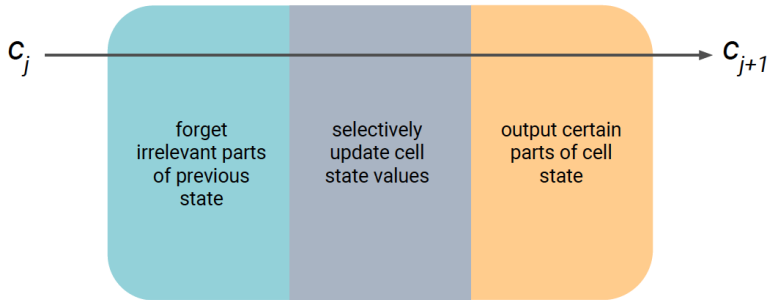 c_j
c_{j+1}
forget
irrelevant parts
of previous
state
selectively
update cell
state values
output certain
parts of cell
state